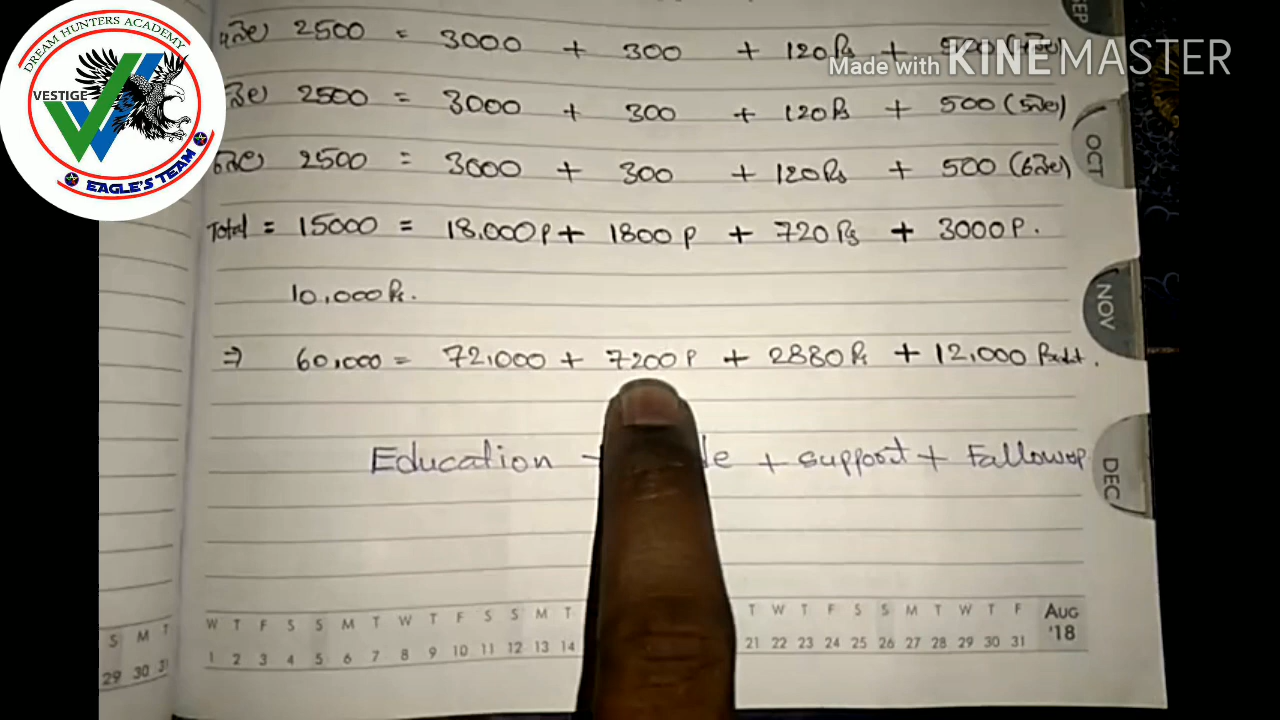 DREAM HUNTERS ACADEMY
VESTIGE
EAGLE'S TEAM
Made with KINEMASTER
2500 = 3000 + 300 + 120 Rs +
2500 = 3000 + 300 + 120 Rs + 500 (5నెల)
2500 = 3000 + 300 + 120 Rs + 500 (6నెల)
Total = 15000 = 18.000P + 1800 P + 720 Rs + 3000 P.
10,000 Rs.
⇒ 60,000 = 72,000 + 7200 P + 2880 Rs + 12,000
Education + support + Fallowup
SEP
OCT
NOV
DEC
W T F S S M T W T F S S M T T W T F S S M T W T F Aug '18
1 2 3 4 5 6 7 8 9 10 11 12 13 14 21 22 23 24 25 26 27 28 29 30 31
S M T
29 30 31